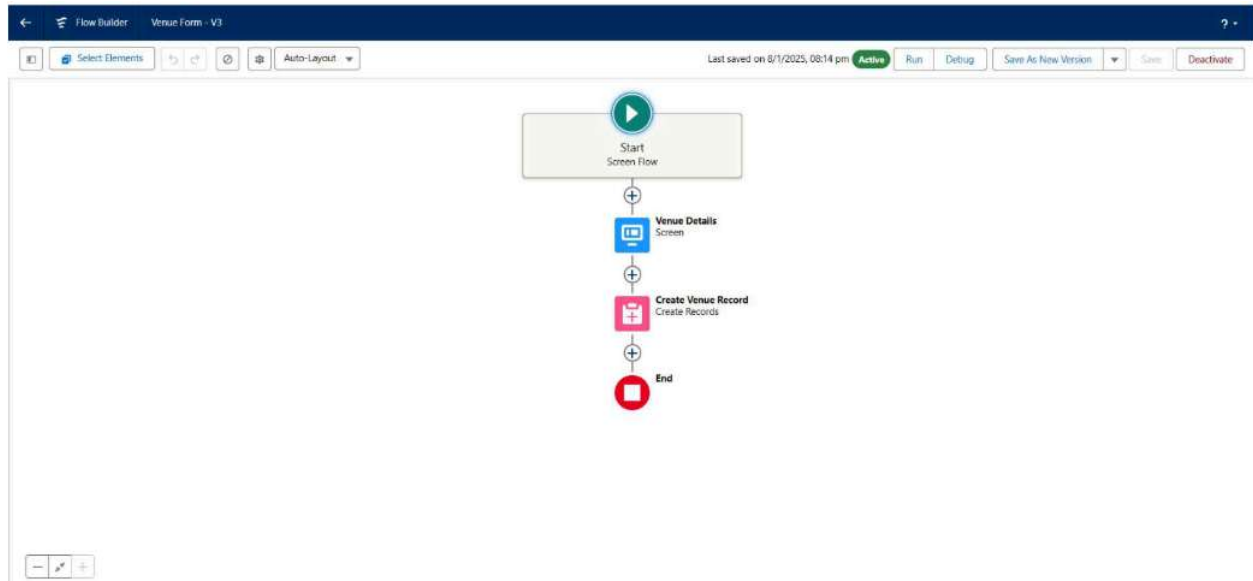 Flow Builder Venue Form - V3 ?
Select Elements Auto-Layout Last saved on 8/1/2025, 08:14 pm Active Run Debug Save As New Version Save Deactivate
Start
Screen Flow
Venue Details
Screen
Create Venue Record
Create Records
End